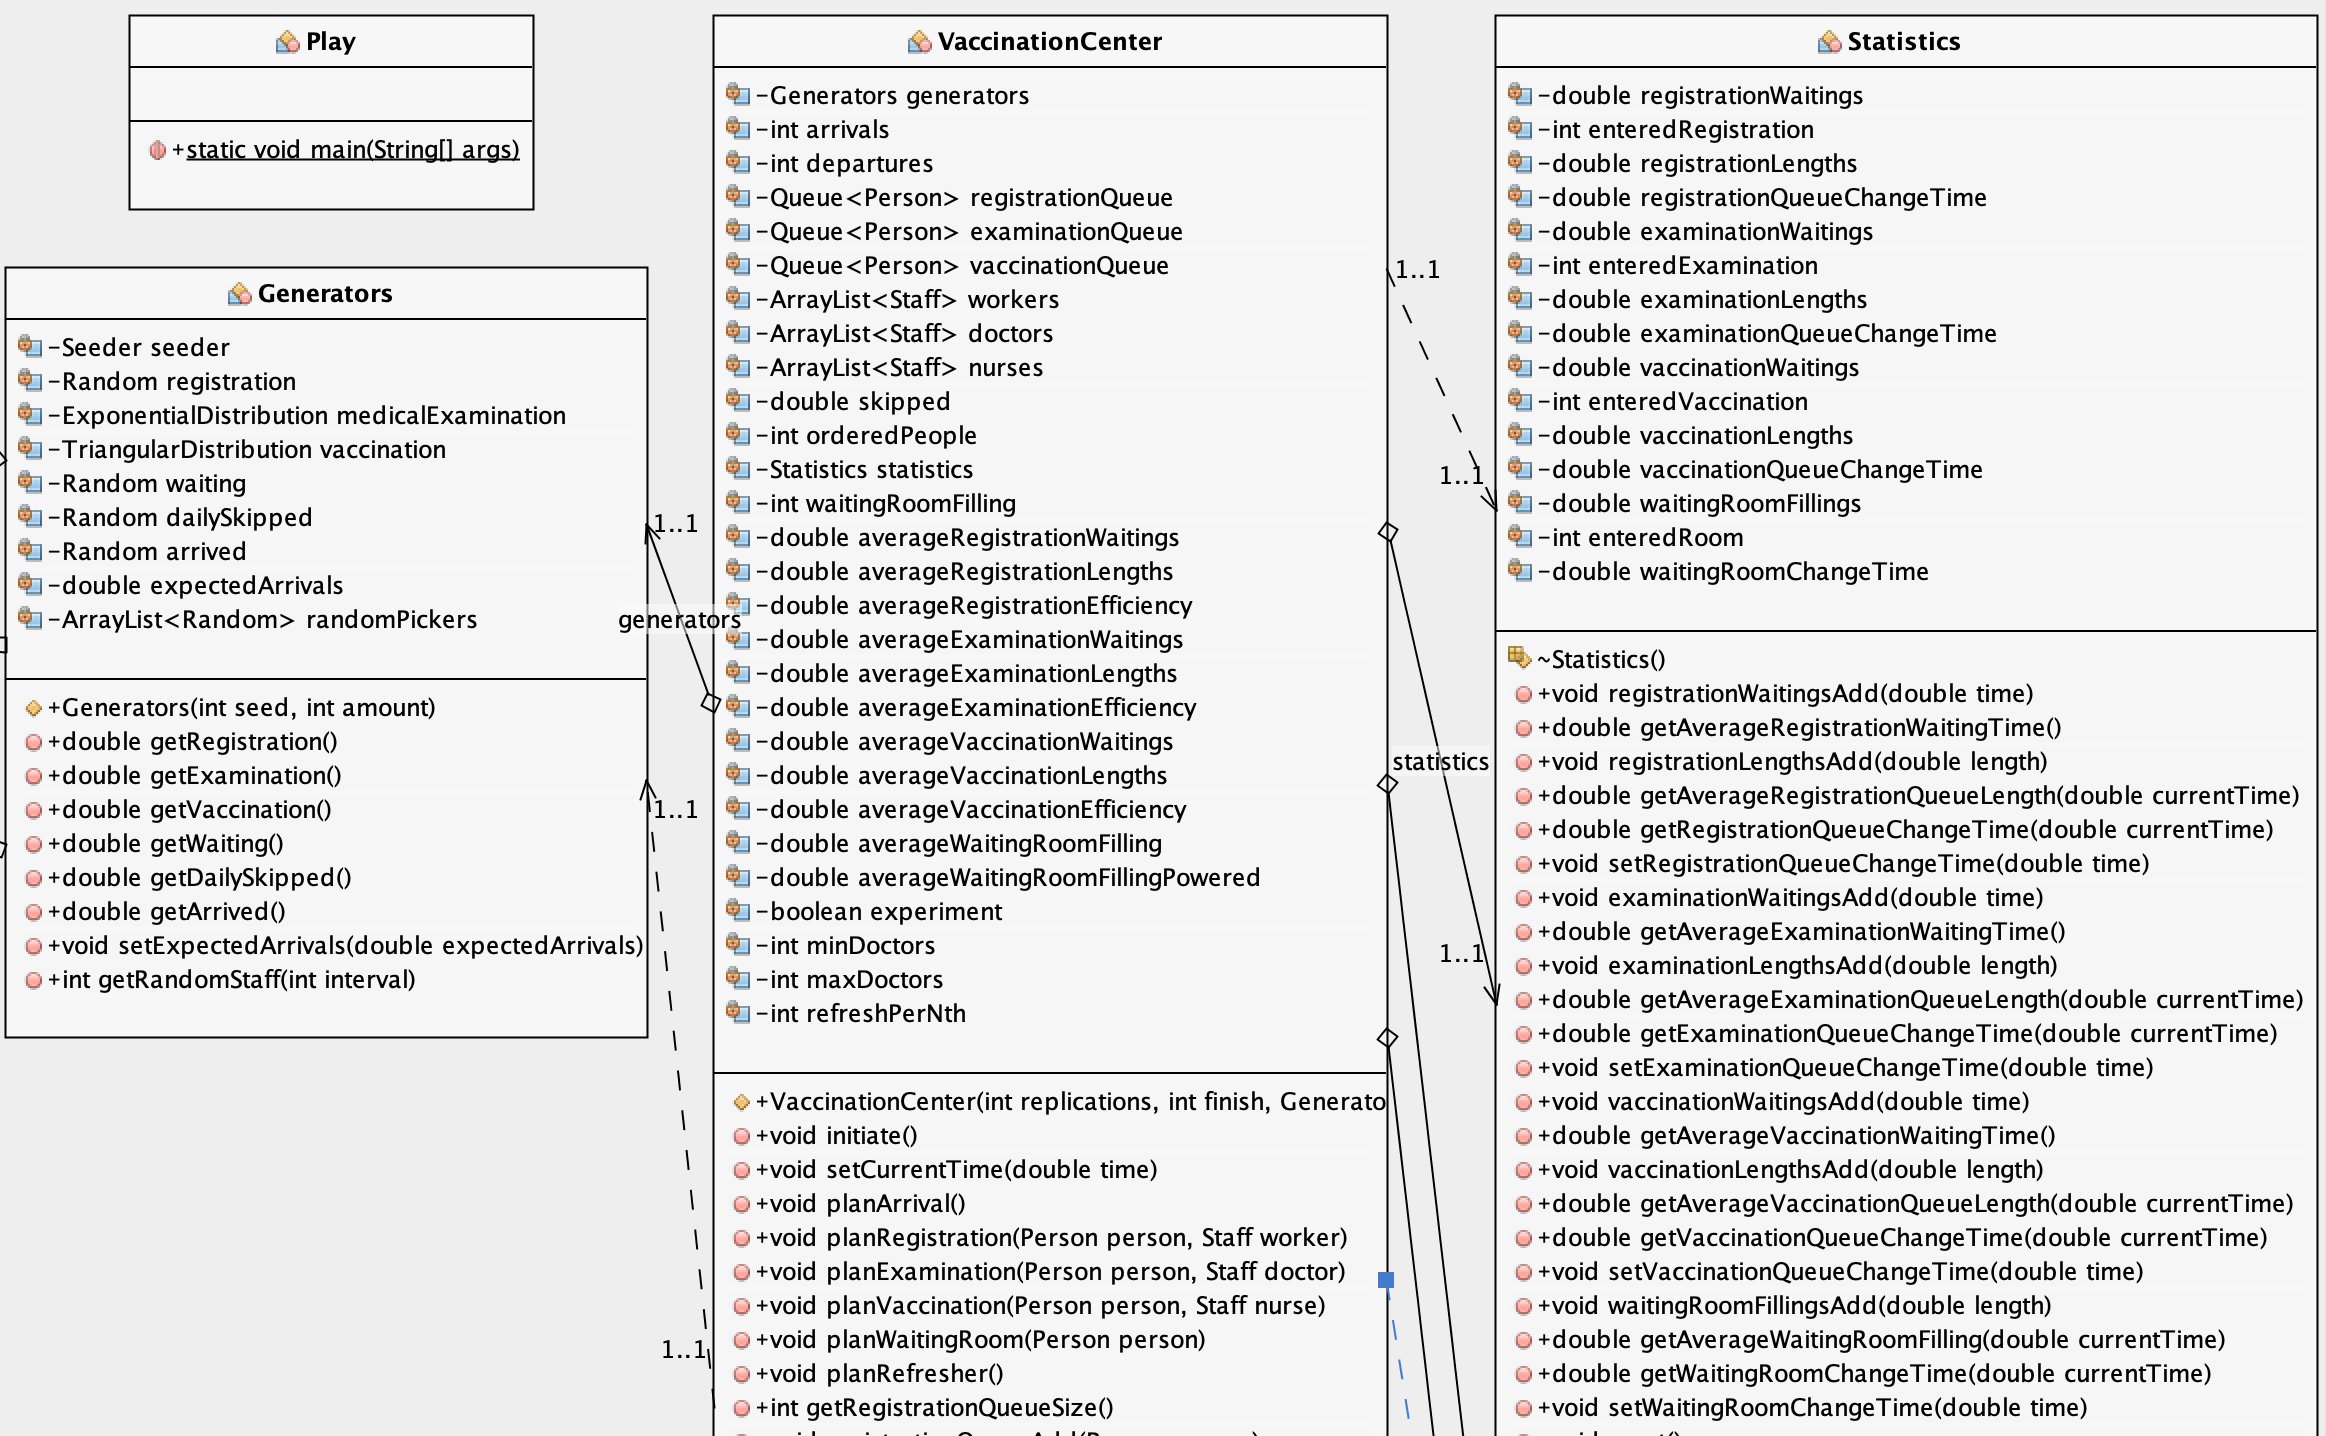 Play
+static void main(String[] args)
Generators
-Seeder seeder
-Random registration
-ExponentialDistribution medicalExamination
-TriangularDistribution vaccination
-Random waiting
-Random dailySkipped
-Random arrived
-double expectedArrivals
-ArrayList<Random> randomPickers
+Generators(int seed, int amount)
+double getRegistration()
+double getExamination()
+double getVaccination()
+double getWaiting()
+double getDailySkipped()
+double getArrived()
+void setExpectedArrivals(double expectedArrivals)
+int getRandomStaff(int interval)
1..1
generators
1..1
1..1
VaccinationCenter
-Generators generators
-int arrivals
-int departures
-Queue<Person> registrationQueue
-Queue<Person> examinationQueue
-Queue<Person> vaccinationQueue
-ArrayList<Staff> workers
-ArrayList<Staff> doctors
-ArrayList<Staff> nurses
-double skipped
-int orderedPeople
-Statistics statistics
-int waitingRoomFilling
-double averageRegistrationWaitings
-double averageRegistrationLengths
-double averageRegistrationEfficiency
-double averageExaminationWaitings
-double averageExaminationLengths
-double averageExaminationEfficiency
-double averageVaccinationWaitings
-double averageVaccinationLengths
-double averageVaccinationEfficiency
-double averageWaitingRoomFilling
-double averageWaitingRoomFillingPowered
-boolean experiment
-int minDoctors
-int maxDoctors
-int refreshPerNth
+VaccinationCenter(int replications, int finish, Generato
+void initiate()
+void setCurrentTime(double time)
+void planArrival()
+void planRegistration(Person person, Staff worker)
+void planExamination(Person person, Staff doctor)
+void planVaccination(Person person, Staff nurse)
+void planWaitingRoom(Person person)
+void planRefresher()
+int getRegistrationQueueSize()
1..1
1..1
statistics
1..1
Statistics
-double registrationWaitings
-int enteredRegistration
-double registrationLengths
-double registrationQueueChangeTime
-double examinationWaitings
-int enteredExamination
-double examinationLengths
-double examinationQueueChangeTime
-double vaccinationWaitings
-int enteredVaccination
-double vaccinationLengths
-double vaccinationQueueChangeTime
-double waitingRoomFillings
-int enteredRoom
-double waitingRoomChangeTime
~Statistics()
+void registrationWaitingsAdd(double time)
+double getAverageRegistrationWaitingTime()
+void registrationLengthsAdd(double length)
+double getAverageRegistrationQueueLength(double currentTime)
+double getRegistrationQueueChangeTime(double currentTime)
+void setRegistrationQueueChangeTime(double time)
+void examinationWaitingsAdd(double time)
+double getAverageExaminationWaitingTime()
+void examinationLengthsAdd(double length)
+double getAverageExaminationQueueLength(double currentTime)
+double getExaminationQueueChangeTime(double currentTime)
+void setExaminationQueueChangeTime(double time)
+void vaccinationWaitingsAdd(double time)
+double getAverageVaccinationWaitingTime()
+void vaccinationLengthsAdd(double length)
+double getAverageVaccinationQueueLength(double currentTime)
+double getVaccinationQueueChangeTime(double currentTime)
+void setVaccinationQueueChangeTime(double time)
+void waitingRoomFillingsAdd(double length)
+double getAverageWaitingRoomFilling(double currentTime)
+double getWaitingRoomChangeTime(double currentTime)
+void setWaitingRoomChangeTime(double time)